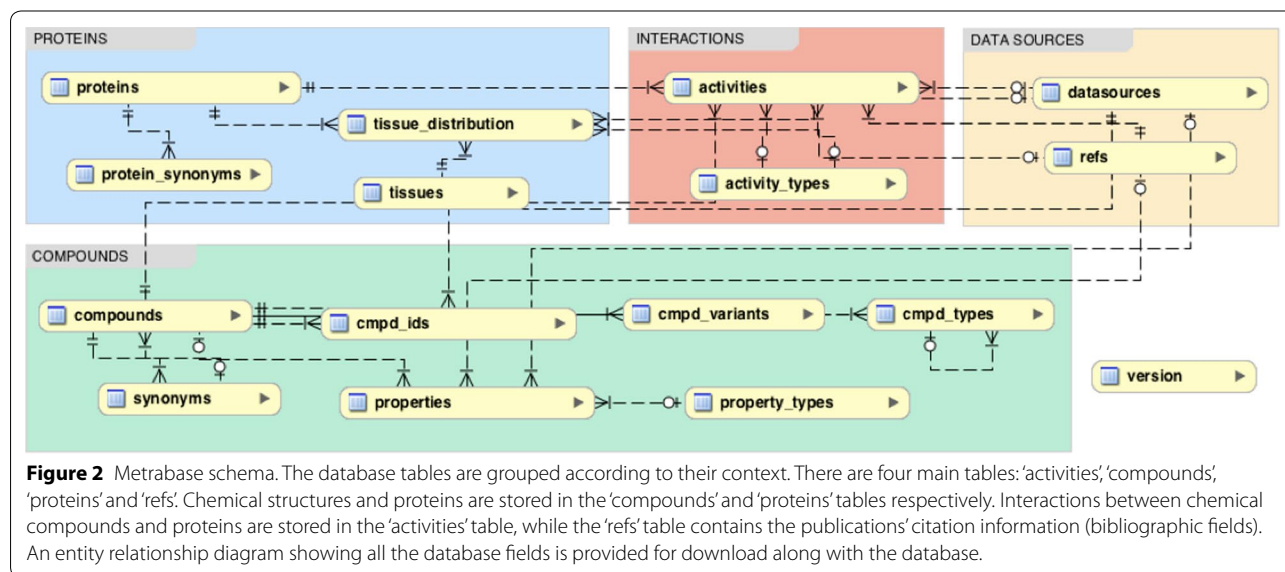 PROTEINS
INTERACTIONS
DATA SOURCES
proteins
activities
datasources
tissue_distribution
protein_synonyms
tissues
activity_types
refs
COMPOUNDS
compounds
cmpd_ids
cmpd_variants
cmpd_types
synonyms
properties
property_types
version
Figure 2 Metrabase schema. The database tables are grouped according to their context. There are four main tables: ‘activities’, ‘compounds’,
‘proteins’ and ‘refs’. Chemical structures and proteins are stored in the ‘compounds’ and ‘proteins’ tables respectively. Interactions between chemical
compounds and proteins are stored in the ‘activities’ table, while the ‘refs’ table contains the publications’ citation information (bibliographic fields).
An entity relationship diagram showing all the database fields is provided for download along with the database.